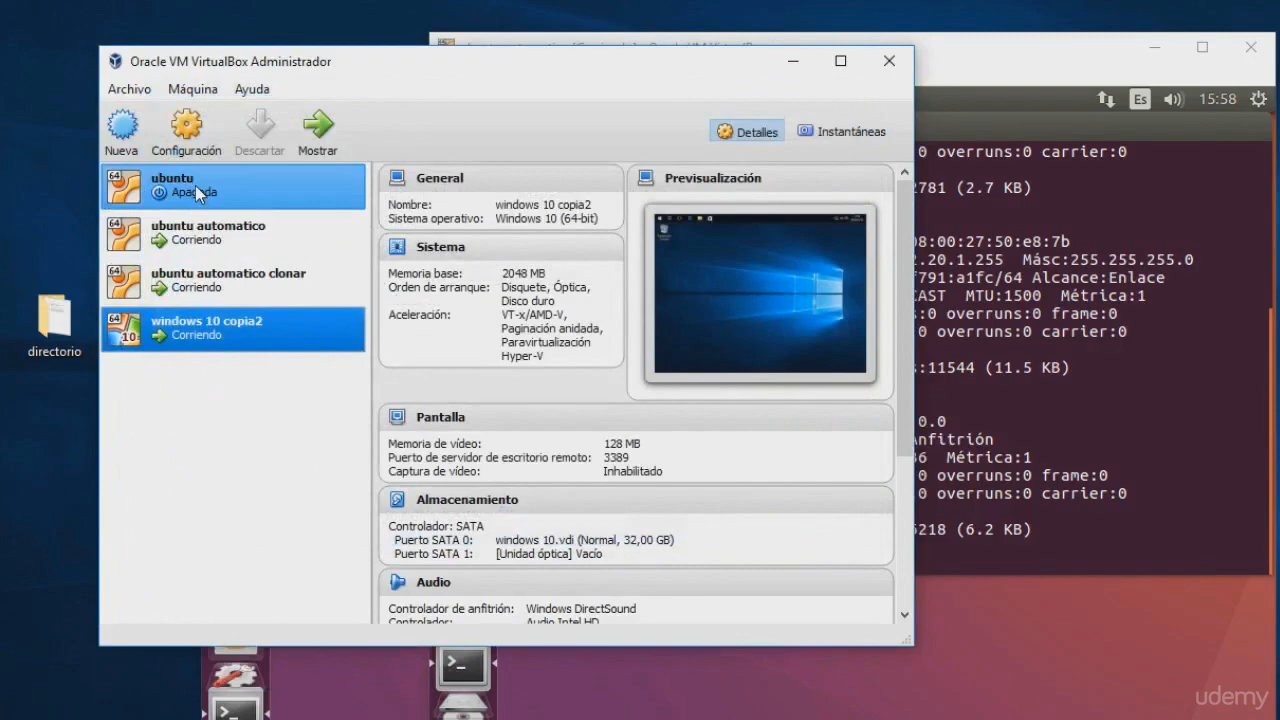 Oracle VM VirtualBox Administrador
Archivo Máquina Ayuda
Nueva Configuración Descartar Mostrar
Detalles Instantáneas
ubuntu
ubuntu automatico
Corriendo
ubuntu automatico clonar
Corriendo
windows 10 copia2
Corriendo
General
Nombre: windows 10 copia2
Sistema operativo: Windows 10 (64-bit)
Sistema
Memoria base: 2048 MB
Orden de arranque: Disquete, Óptica,
Disco duro
Aceleración: VT-x/AMD-V,
Paginación anidada,
Paravirtualización
Hyper-V
Previsualización
Pantalla
Memoria de vídeo: 128 MB
Puerto de servidor de escritorio remoto: 3389
Captura de vídeo: Inhabilitado
Almacenamiento
Controlador: SATA
Puerto SATA 0: windows 10.vdi (Normal, 32,00 GB)
Puerto SATA 1: [Unidad óptica] Vacío
Audio
Controlador de anfitrión: Windows DirectSound
Controlador: Audio Intel HD
directorio
Es 15:58
0 overruns:0 carrier:0
2781 (2.7 KB)
08:00:27:50:e8:7b
2.20.1.255 Másc:255.255.255.0
f791:a1fc/64 Alcance:Enlace
CAST MTU:1500 Métrica:1
:0 overruns:0 frame:0
0 overruns:0 carrier:0
:11544 (11.5 KB)
0.0
Anfitrión
36 Métrica:1
0 overruns:0 frame:0
0 overruns:0 carrier:0
6218 (6.2 KB)
udemy